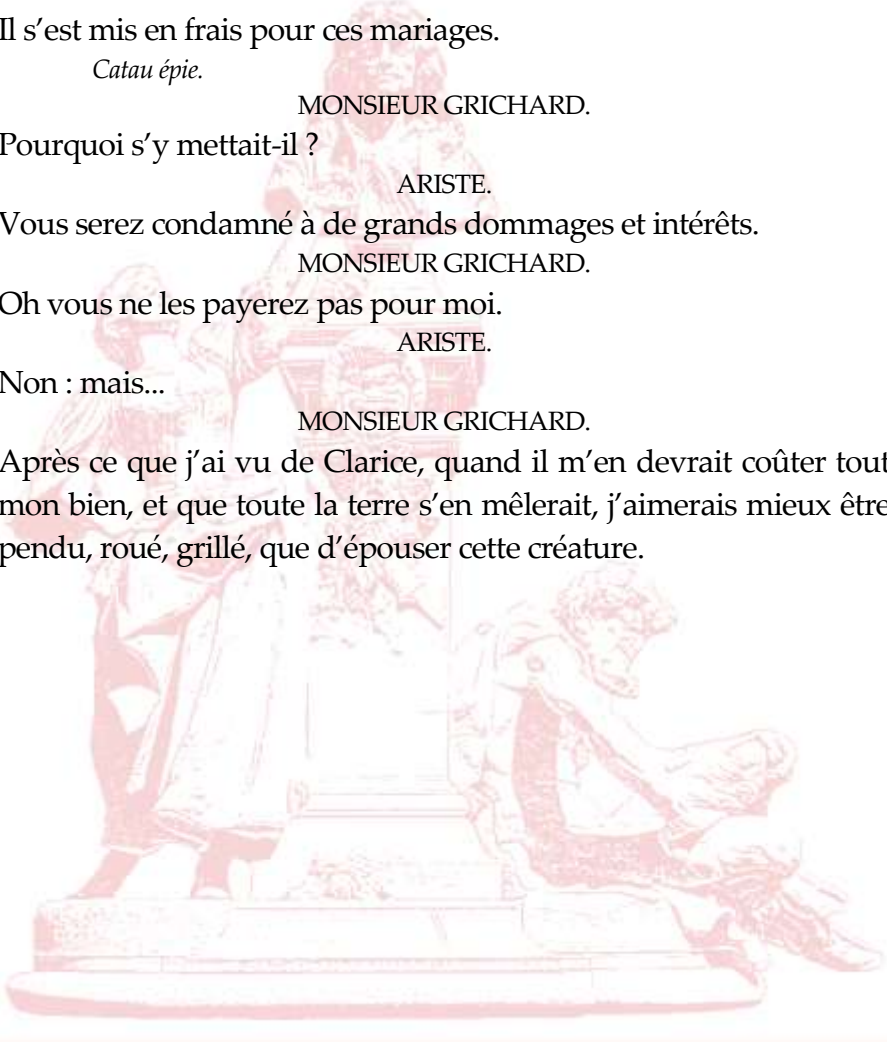 Il s’est mis en frais pour ces mariages.
Catau épie.
MONSIEUR GRICHARD.
Pourquoi s’y mettait-il ?
ARISTE.
Vous serez condamné à de grands dommages et intérêts.
MONSIEUR GRICHARD.
Oh vous ne les payerez pas pour moi.
ARISTE.
Non : mais...
MONSIEUR GRICHARD.
Après ce que j’ai vu de Clarice, quand il m’en devrait coûter tout
mon bien, et que toute la terre s’en mêlerait, j’aimerais mieux être
pendu, roué, grillé, que d’épouser cette créature.